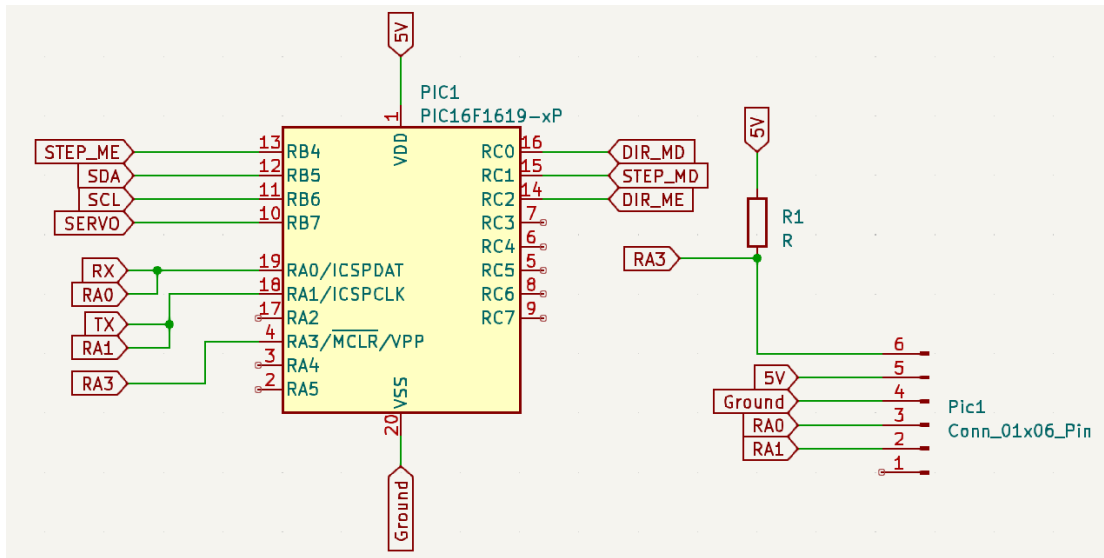 5V
PIC1
PIC16F1619-xP
1
VDD
STEP_ME 13 RB4
SDA 12 RB5
SCL 11 RB6
SERVO 10 RB7
RX 19 RA0/ICSPDAT
RA0
18 RA1/ICSPCLK
TX
17 RA2
RA1
4 RA3/MCLR/VPP
RA3
3 RA4
2 RA5
RC0 16 DIR_MD
RC1 15 STEP_MD
RC2 14 DIR_ME
RC3 7
RC4 6
RC5 5
RC6 8
RC7 9
VSS
20
Ground
5V
R1
R
RA3
6
5V 5
Ground 4
RA0 3
RA1 2
1
Pic1
Conn_01x06_Pin